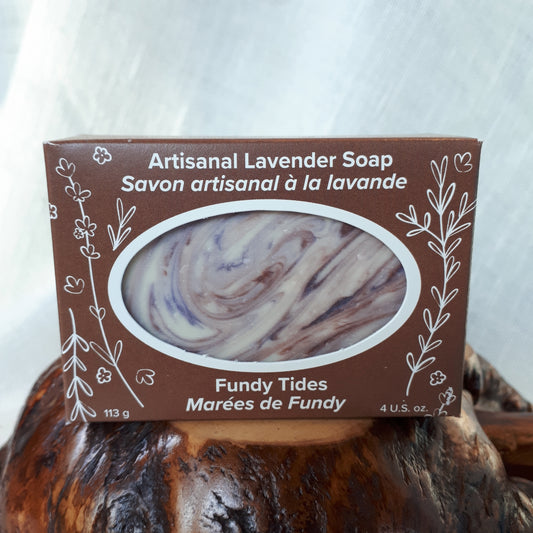 Artisanal Lavender Soap
Savon artisanal à la lavande
Fundy Tides
Marées de Fundy
113 g
4 U.S. oz.